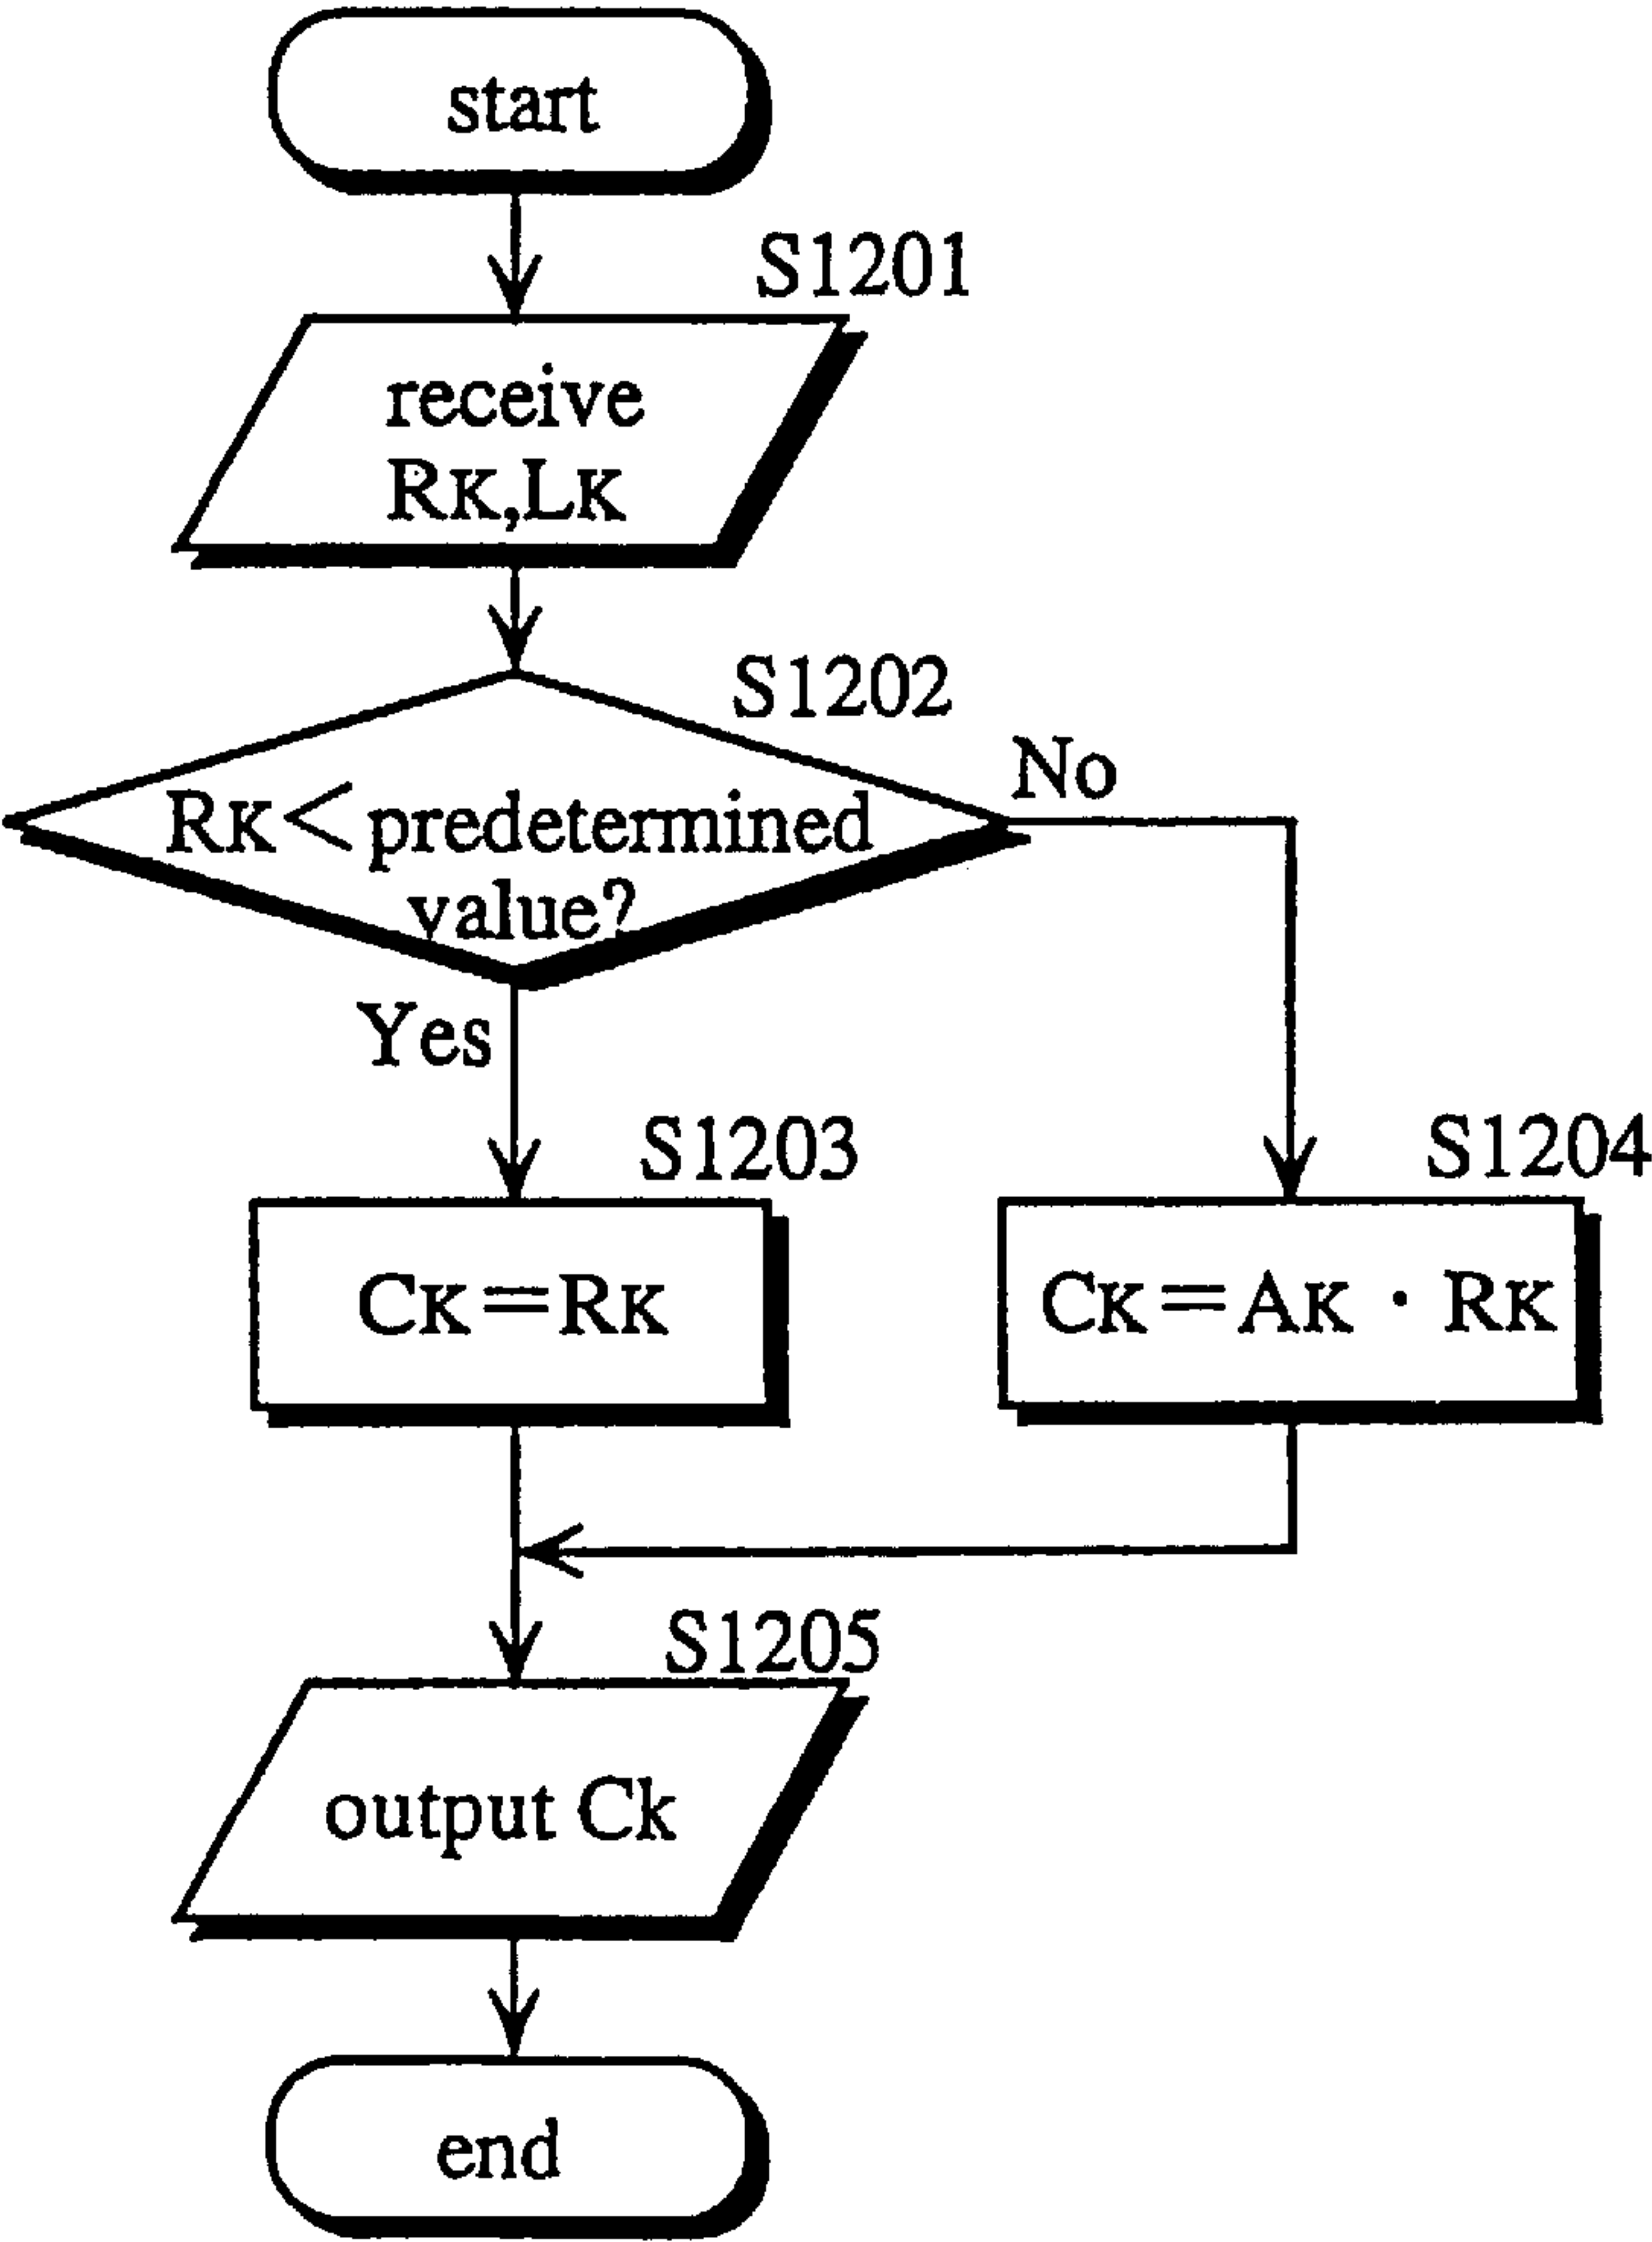 start
S1201
receive
RK,LK
S1202
No
RK<predetermined
value?
Yes
S1203
S1204
CK=RK
CK=AK · RK
S1205
output Ck
end